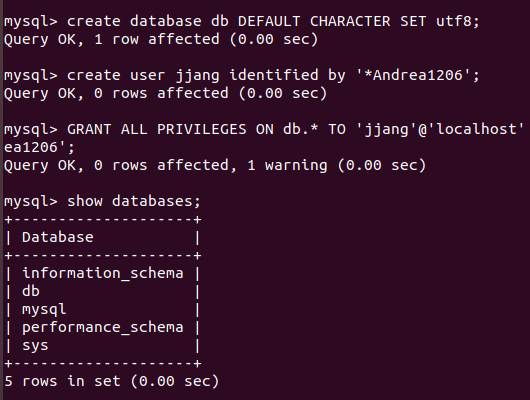 mysql> create database db DEFAULT CHARACTER SET utf8;
Query OK, 1 row affected (0.00 sec)
mysql> create user jjang identified by '*Andrea1206';
Query OK, 0 rows affected (0.00 sec)
mysql> GRANT ALL PRIVILEGES ON db.* TO 'jjang'@'localhost'
ea1206';
Query OK, 0 rows affected, 1 warning (0.00 sec)
mysql> show databases;
+--------------------+
| Database           |
+--------------------+
| information_schema |
| db                 |
| mysql              |
| performance_schema |
| sys                |
+--------------------+
5 rows in set (0.00 sec)